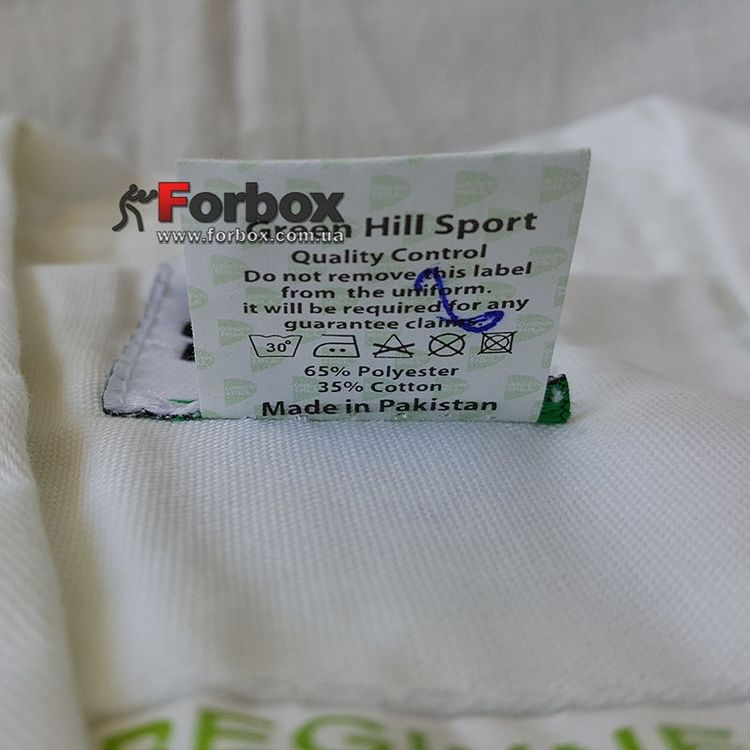 Forbox
www.forbox.com.ua
Green Hill Sport
Quality Control
Do not remove this label
from the uniform.
it will be required for any
guarantee claims.
30°
65% Polyester
35% Cotton
Made in Pakistan